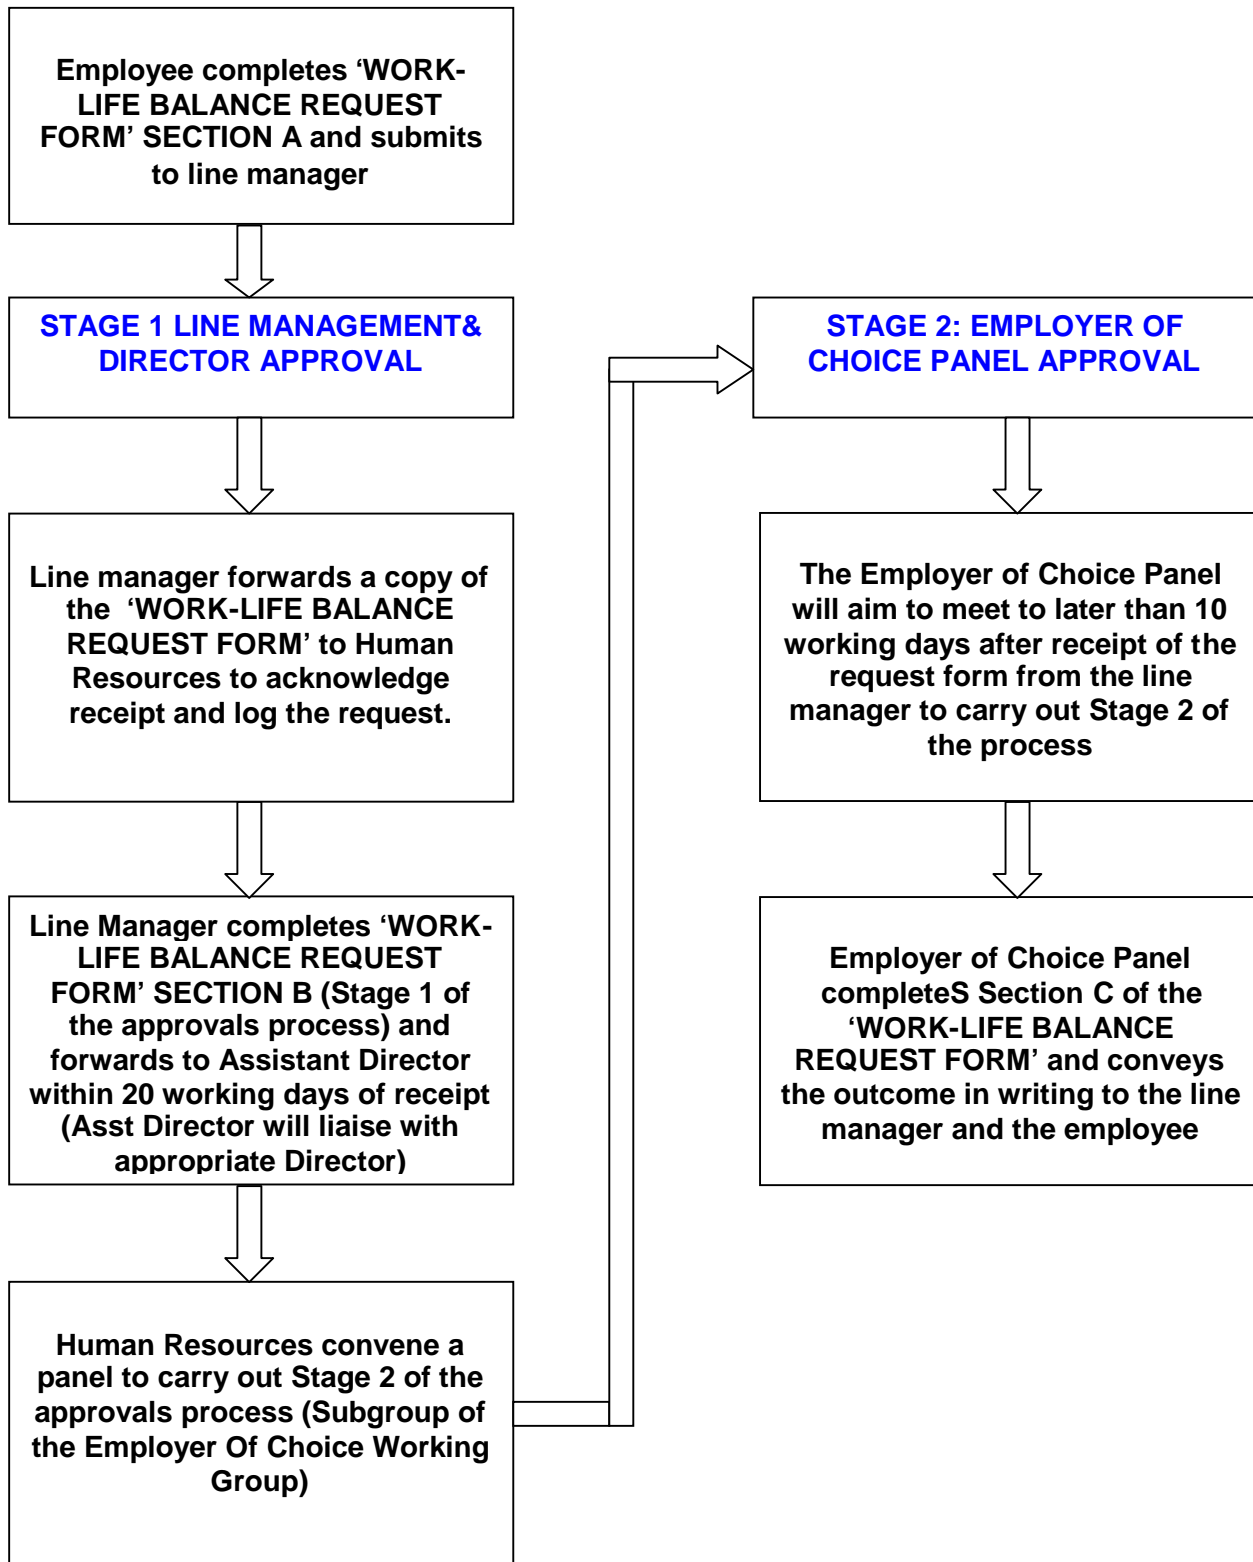 Employee completes ‘WORK-
LIFE BALANCE REQUEST
FORM’ SECTION A and submits
to line manager
STAGE 1 LINE MANAGEMENT&
DIRECTOR APPROVAL
Line manager forwards a copy of
the ‘WORK-LIFE BALANCE
REQUEST FORM’ to Human
Resources to acknowledge
receipt and log the request.
Line Manager completes ‘WORK-
LIFE BALANCE REQUEST
FORM’ SECTION B (Stage 1 of
the approvals process) and
forwards to Assistant Director
within 20 working days of receipt
(Asst Director will liaise with
appropriate Director)
Human Resources convene a
panel to carry out Stage 2 of the
approvals process (Subgroup of
the Employer Of Choice Working
Group)
STAGE 2: EMPLOYER OF
CHOICE PANEL APPROVAL
The Employer of Choice Panel
will aim to meet to later than 10
working days after receipt of the
request form from the line
manager to carry out Stage 2 of
the process
Employer of Choice Panel
completeS Section C of the
‘WORK-LIFE BALANCE
REQUEST FORM’ and conveys
the outcome in writing to the line
manager and the employee